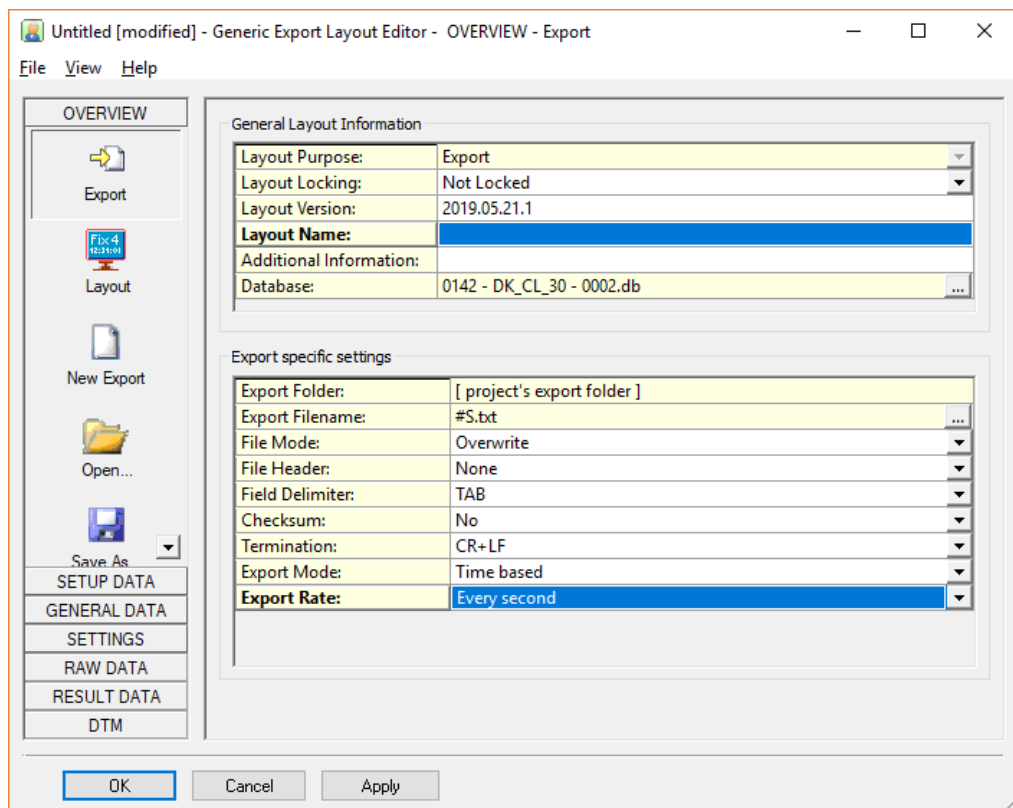 Untitled [modified] - Generic Export Layout Editor -  OVERVIEW - Export
File View Help
OVERVIEW
Export
Fix 4
12:34:01
Layout
New Export
Open...
Save As
SETUP DATA
GENERAL DATA
SETTINGS
RAW DATA
RESULT DATA
DTM
General Layout Information
Layout Purpose: Export
Layout Locking: Not Locked
Layout Version: 2019.05.21.1
Layout Name:
Additional Information:
Database: 0142 - DK_CL_30 - 0002.db ...
Export specific settings
Export Folder: [ project's export folder ]
Export Filename: #S.txt ...
File Mode: Overwrite
File Header: None
Field Delimiter: TAB
Checksum: No
Termination: CR+LF
Export Mode: Time based
Export Rate: Every second
OK Cancel Apply